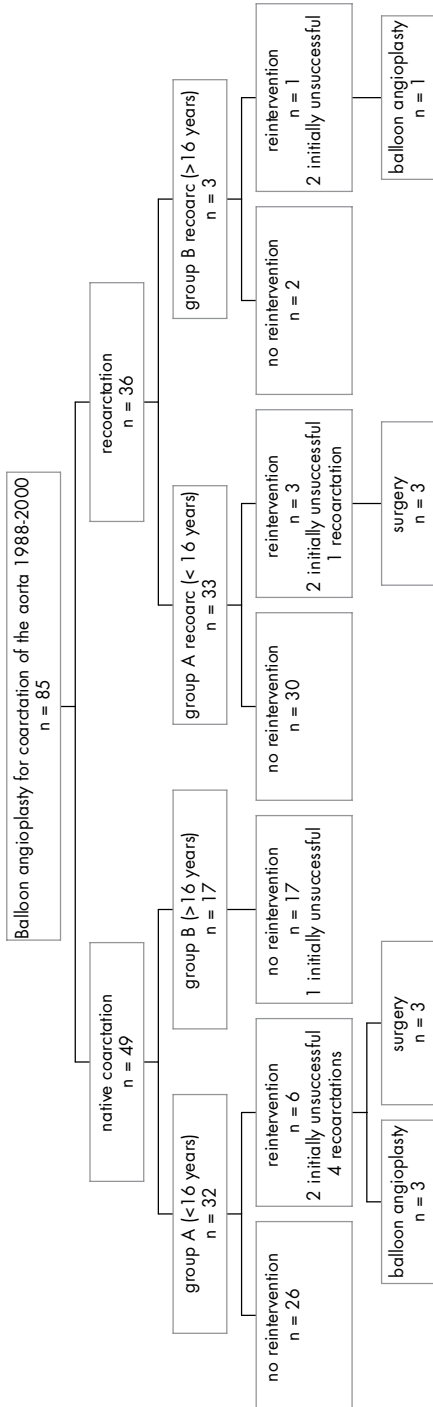 Balloon angioplasty for coarctation of the aorta 1988-2000
n = 85
native coarctation
n = 49
recoarctation
n = 36
group A (<16 years)
n = 32
group B (>16 years)
n = 17
group A recoarc (< 16 years)
n = 33
group B recoarc (>16 years)
n = 3
no reintervention
n = 26
reintervention
n = 6
2 initially unsuccessful
4 recoarctations
no reintervention
n = 17
1 initially unsuccessful
no reintervention
n = 30
reintervention
n = 3
2 initially unsuccessful
1 recoarctation
no reintervention
n = 2
reintervention
n = 1
2 initially unsuccessful
balloon angioplasty
n = 3
surgery
n = 3
surgery
n = 3
balloon angioplasty
n = 1